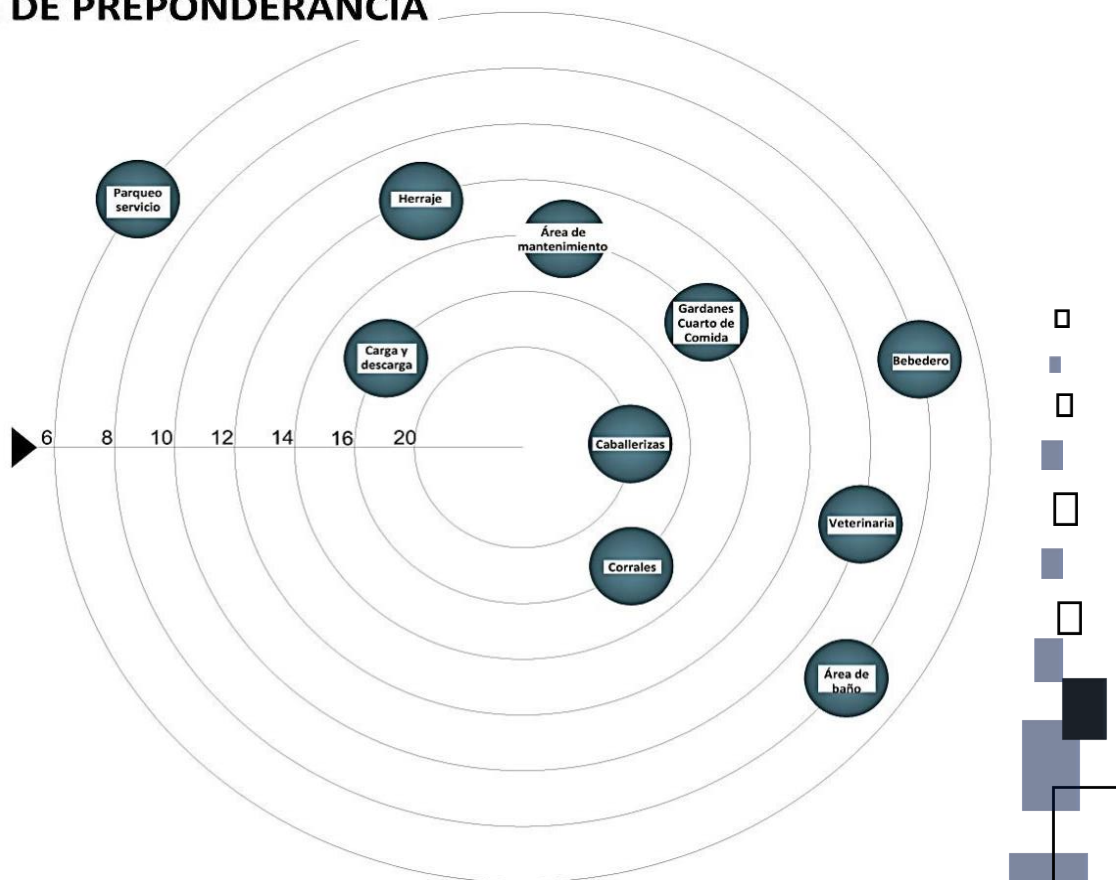 DE PREPONDERANCIA
Parqueo
servicio
Herraje
Área de
mantenimiento
Gardanes
Cuarto de
Comida
Carga y
descarga
Bebedero
6 8 10 12 14 16 20
Caballerizas
Veterinaria
Corrales
Área de
baño